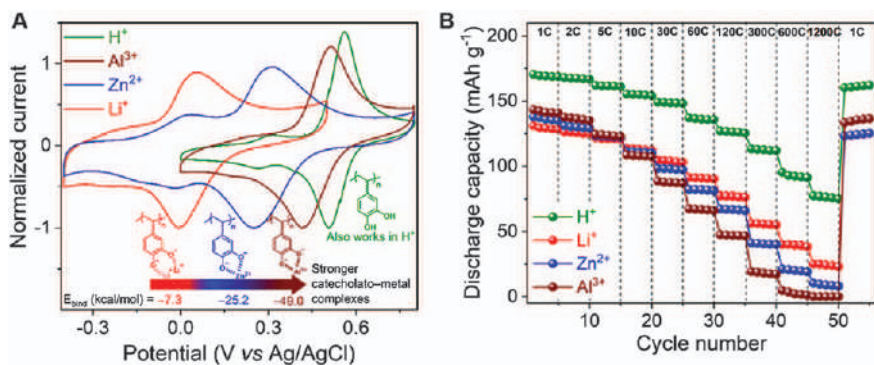 A
H⁺
Al³⁺
Zn²⁺
Li⁺
Normalized current
1
0
-1
OH
OH
Also works in H⁺
Stronger
catecholato–metal
complexes
E_bind (kcal/mol) = −7.3
−25.2
−49.0
-0.3
0.0
0.3
0.6
Potential (V vs Ag/AgCl)
B
1C 2C 5C 10C 30C 60C 120C 300C 600C 1200C 1C
Discharge capacity (mAh g⁻¹)
200
150
100
50
0
H⁺
Li⁺
Zn²⁺
Al³⁺
10 20 30 40 50
Cycle number